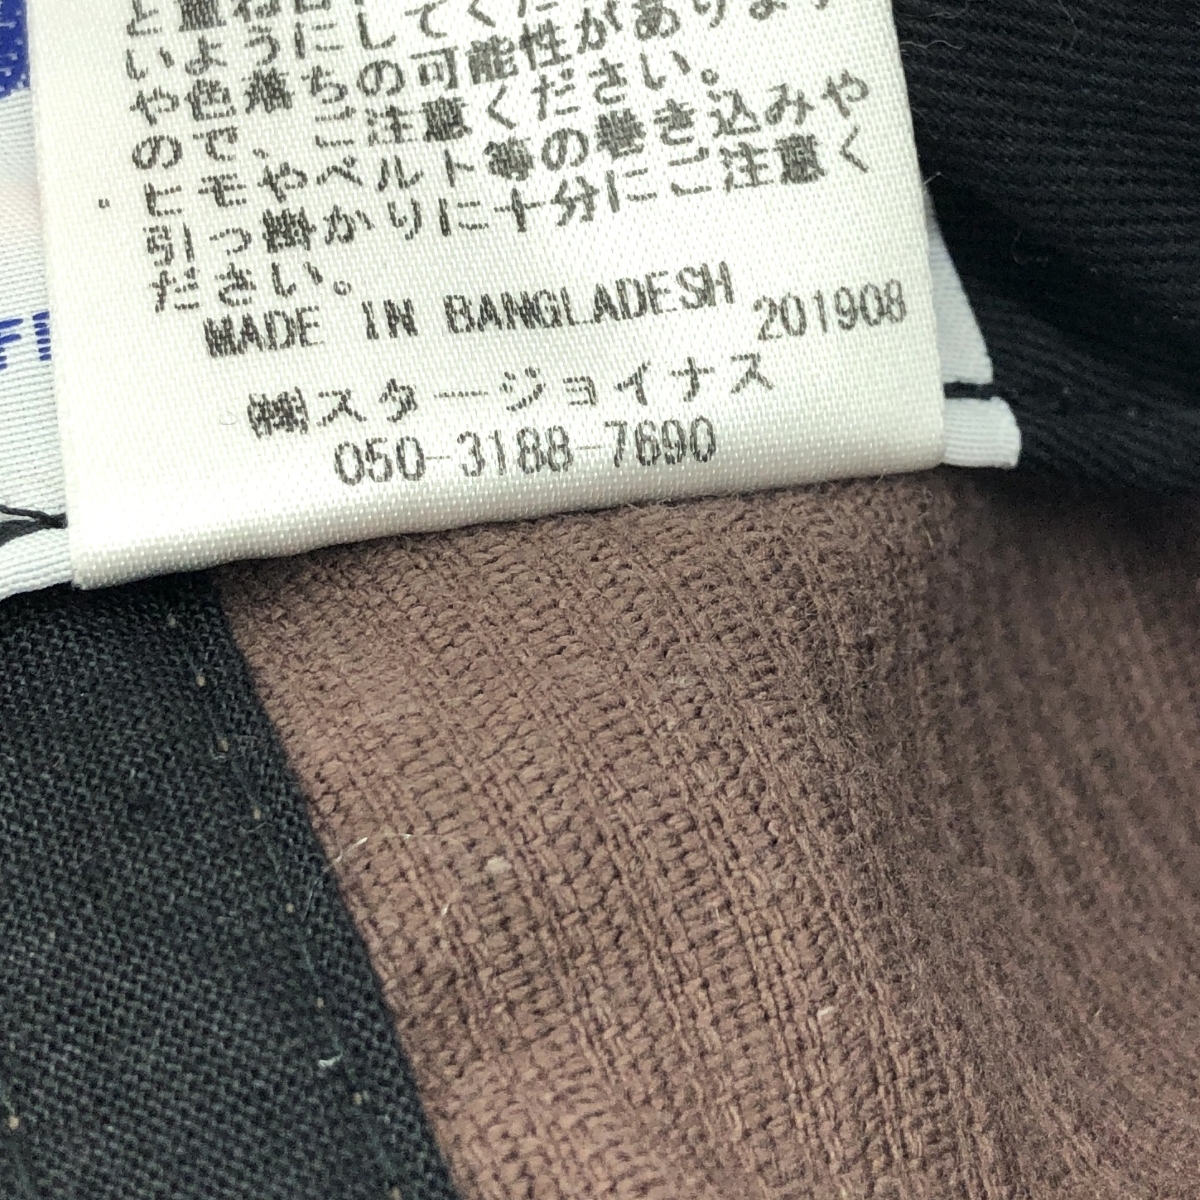 いようにしてくだ
や色落ちの可能性があります
ので、ご注意ください。
ヒモやベルト等の巻き込みや
引っ掛かりに十分にご注意く
ださい。
MADE IN BANGLADESH
201908
㈱スタージョイナス
050-3188-7690
FI